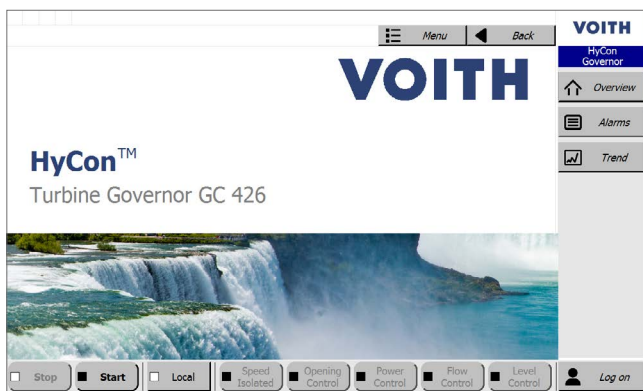 Menu
Back
VOITH
VOITH
HyCon
Governor
Overview
Alarms
Trend
HyCon™
Turbine Governor GC 426
Stop
Start
Local
Speed
Isolated
Opening
Control
Power
Control
Flow
Control
Level
Control
Log on